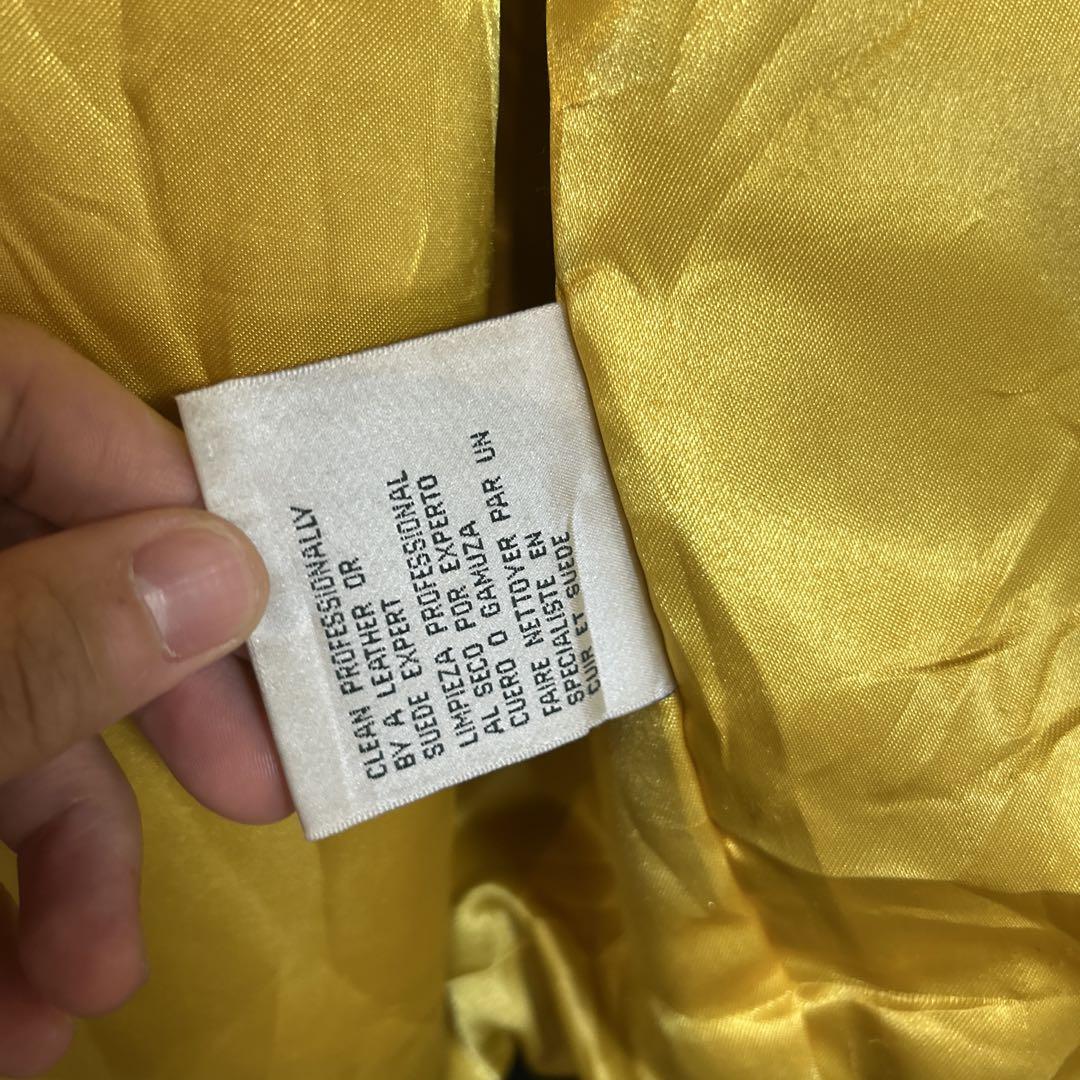 CLEAN PROFESSIONALLY
BY A LEATHER OR
SUEDE EXPERT
LIMPIEZA PROFESSIONAL
AL SECO POR EXPERTO
CUERO O GAMUZA
FAIRE NETTOYER PAR UN
SPECIALISTE EN
CUIR ET SUEDE